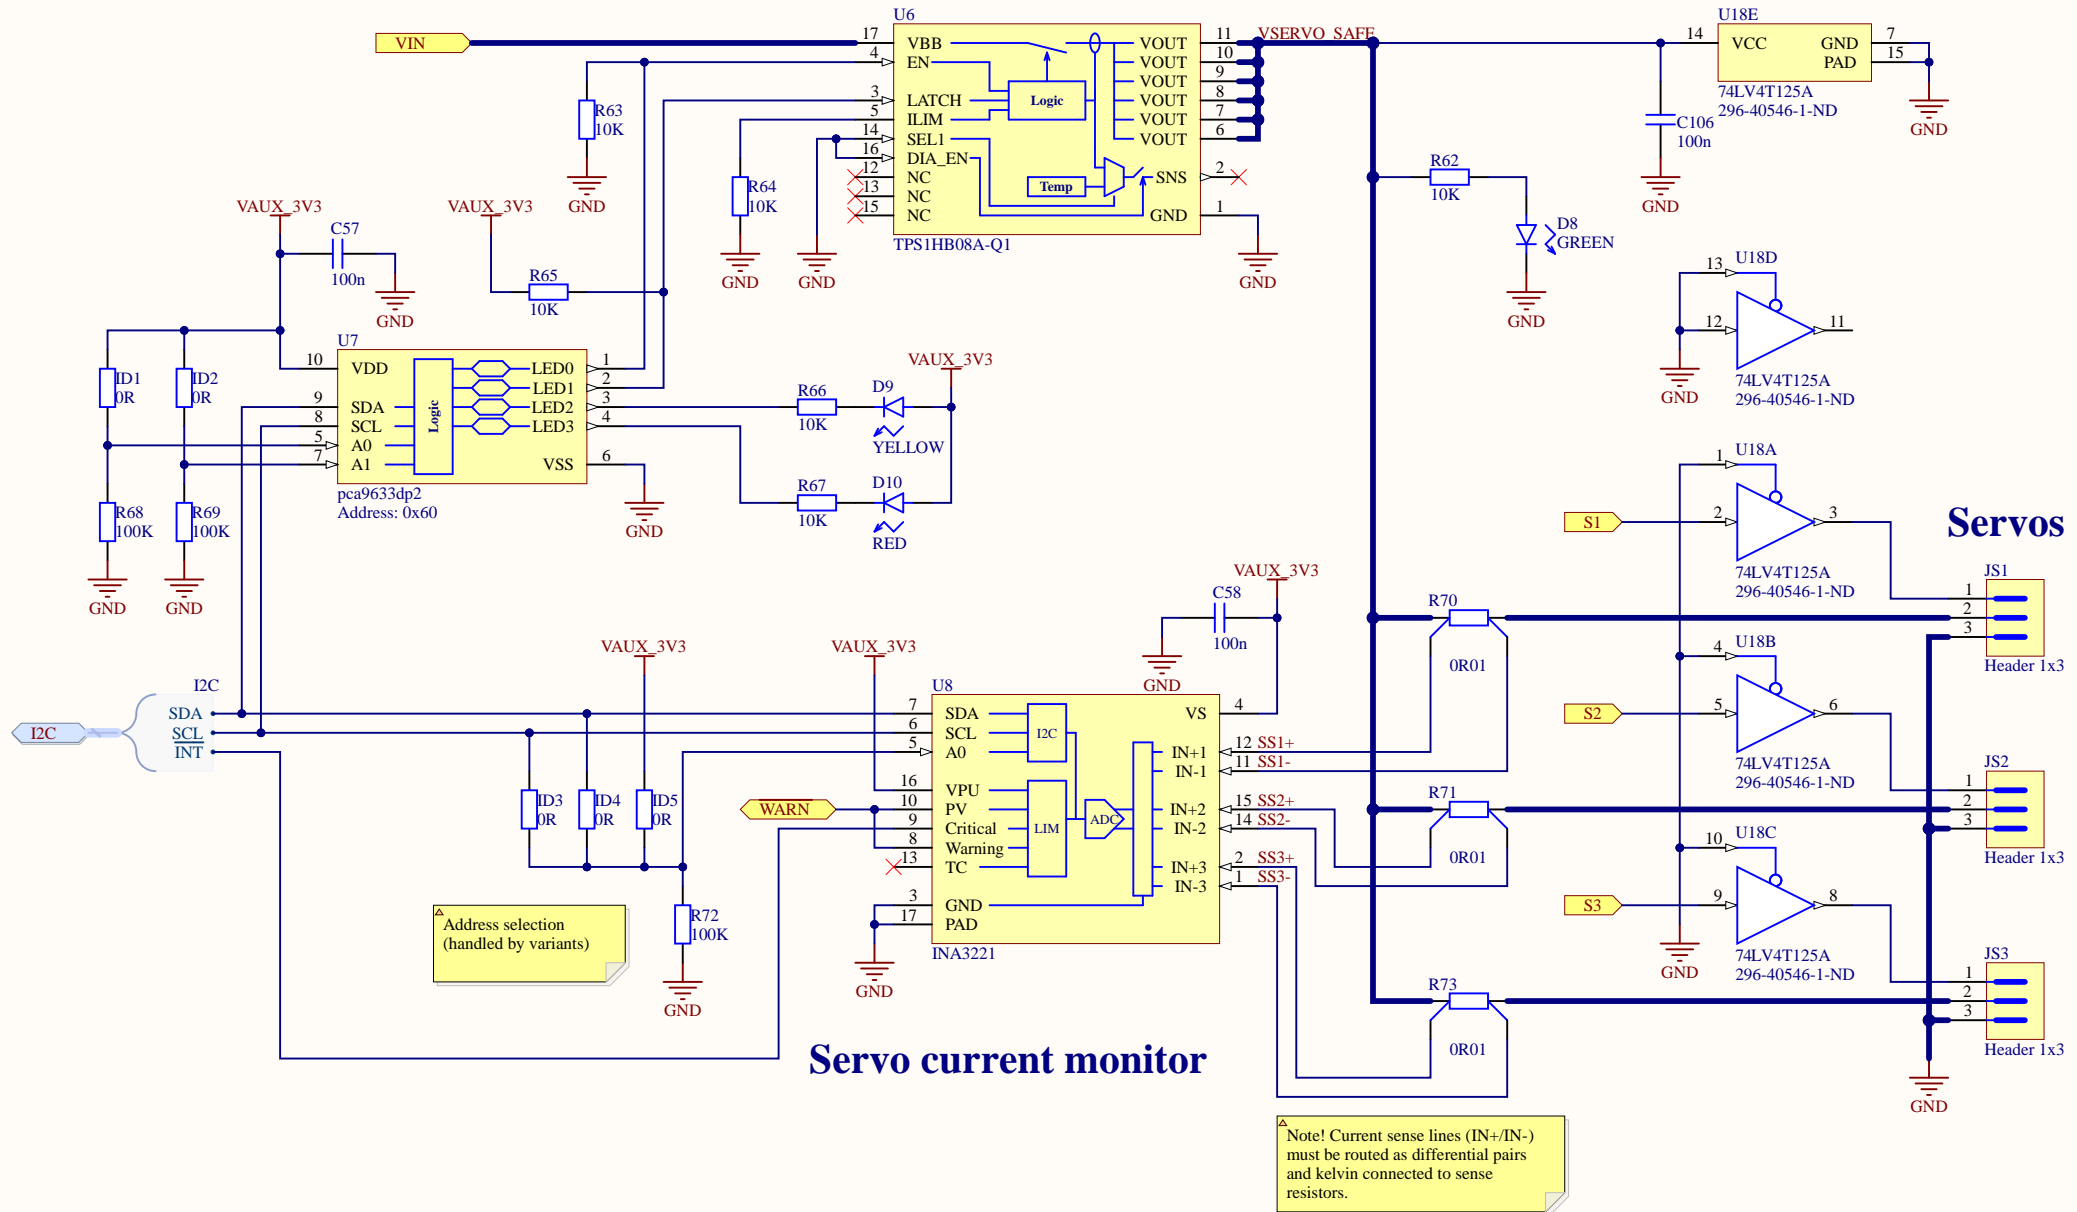 VIN
U6
17 VBB
4 EN
3 LATCH
5 ILIM
14 SEL1
16 DIA_EN
12 NC
13 NC
15 NC
Logic
Temp
VOUT 11
VOUT 10
VOUT 9
VOUT 8
VOUT 7
VOUT 6
SNS 2
GND 1
TPS1HB08A-Q1
VSERVO_SAFE
U18E
14 VCC
GND 7
PAD 15
74LV4T125A
296-40546-1-ND
GND
C106
100n
GND
R63
10K
GND
R64
10K
GND
GND
GND
R62
10K
D8
GREEN
GND
VAUX_3V3
C57
100n
GND
VAUX_3V3
R65
10K
U18D
13
12
11
74LV4T125A
296-40546-1-ND
GND
U7
10 VDD
9 SDA
8 SCL
5 A0
7 A1
Logic
LED0 1
LED1 2
LED2 3
LED3 4
VSS 6
pca9633dp2
Address: 0x60
GND
ID1
0R
ID2
0R
R68
100K
R69
100K
GND
GND
VAUX_3V3
R66
10K
D9
YELLOW
R67
10K
D10
RED
U18A
1
2
3
74LV4T125A
296-40546-1-ND
S1
Servos
JS1
1
2
3
Header 1x3
U18B
4
5
6
74LV4T125A
296-40546-1-ND
S2
JS2
1
2
3
Header 1x3
U18C
10
9
8
74LV4T125A
296-40546-1-ND
S3
GND
JS3
1
2
3
Header 1x3
GND
R70
0R01
R71
0R01
R73
0R01
VAUX_3V3
C58
100n
GND
VAUX_3V3
VAUX_3V3
I2C
I2C
SDA
SCL
INT
ID3
0R
ID4
0R
ID5
0R
R72
100K
GND
WARN
U8
7 SDA
6 SCL
5 A0
16 VPU
10 PV
9 Critical
8 Warning
13 TC
3 GND
17 PAD
I2C
LIM
ADC
VS 4
IN+1 12 SS1+
IN-1 11 SS1-
IN+2 15 SS2+
IN-2 14 SS2-
IN+3 2 SS3+
IN-3 1 SS3-
INA3221
GND
Address selection
(handled by variants)
Servo current monitor
Note! Current sense lines (IN+/IN-)
must be routed as differential pairs
and kelvin connected to sense
resistors.